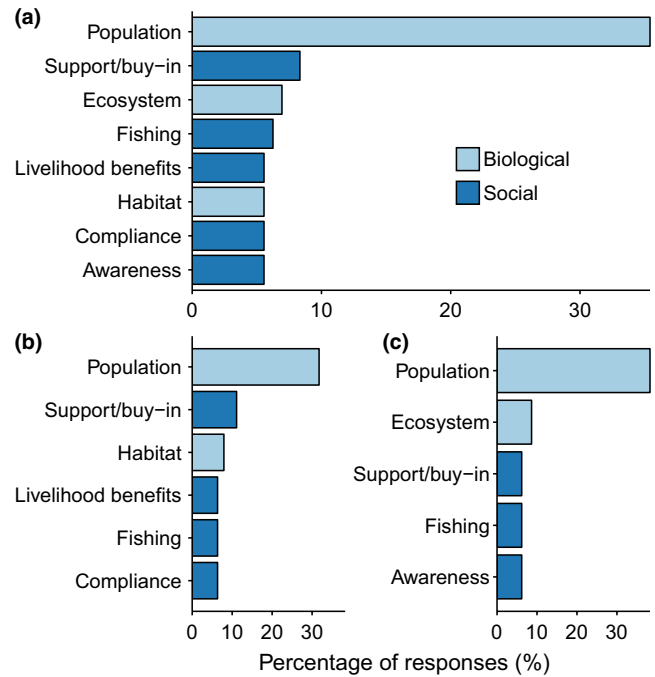 (a)
Population
Support/buy−in
Ecosystem
Fishing
Livelihood benefits
Habitat
Compliance
Awareness
Biological
Social
0 10 20 30
(b)
Population
Support/buy−in
Habitat
Livelihood benefits
Fishing
Compliance
0 10 20 30
(c)
Population
Ecosystem
Support/buy−in
Fishing
Awareness
0 10 20 30
Percentage of responses (%)